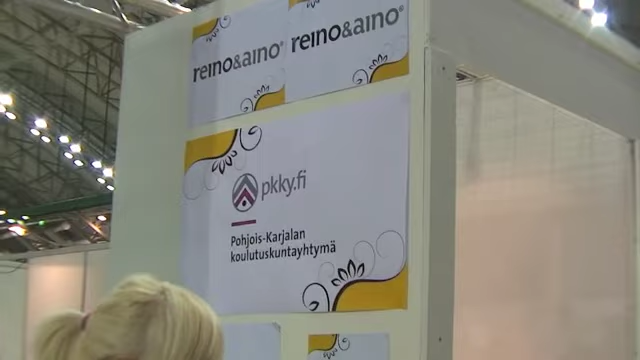 reino&aino®
reino&aino®
pkky.fi
Pohjois-Karjalan
koulutuskuntayhtymä